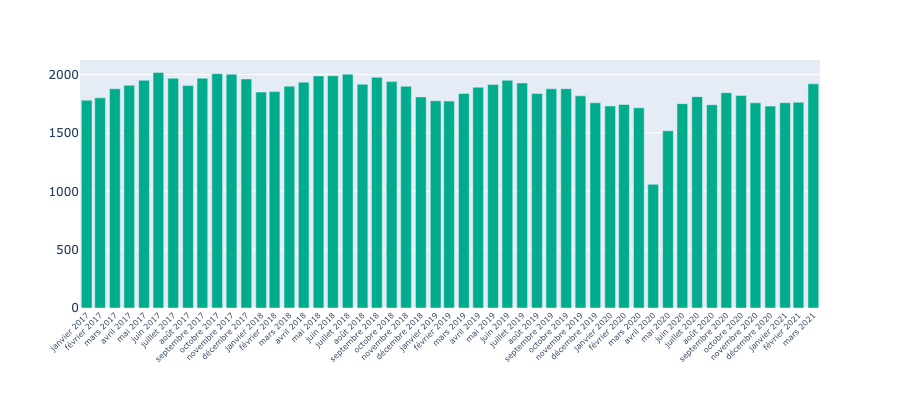 2000
1500
1000
500
0
janvier 2017
février 2017
mars 2017
avril 2017
mai 2017
juin 2017
juillet 2017
août 2017
septembre 2017
octobre 2017
novembre 2017
décembre 2017
janvier 2018
février 2018
mars 2018
avril 2018
mai 2018
juin 2018
juillet 2018
août 2018
septembre 2018
octobre 2018
novembre 2018
décembre 2018
janvier 2019
février 2019
mars 2019
avril 2019
mai 2019
juin 2019
juillet 2019
août 2019
septembre 2019
octobre 2019
novembre 2019
décembre 2019
janvier 2020
février 2020
mars 2020
avril 2020
mai 2020
juin 2020
juillet 2020
août 2020
septembre 2020
octobre 2020
novembre 2020
décembre 2020
janvier 2021
février 2021
mars 2021